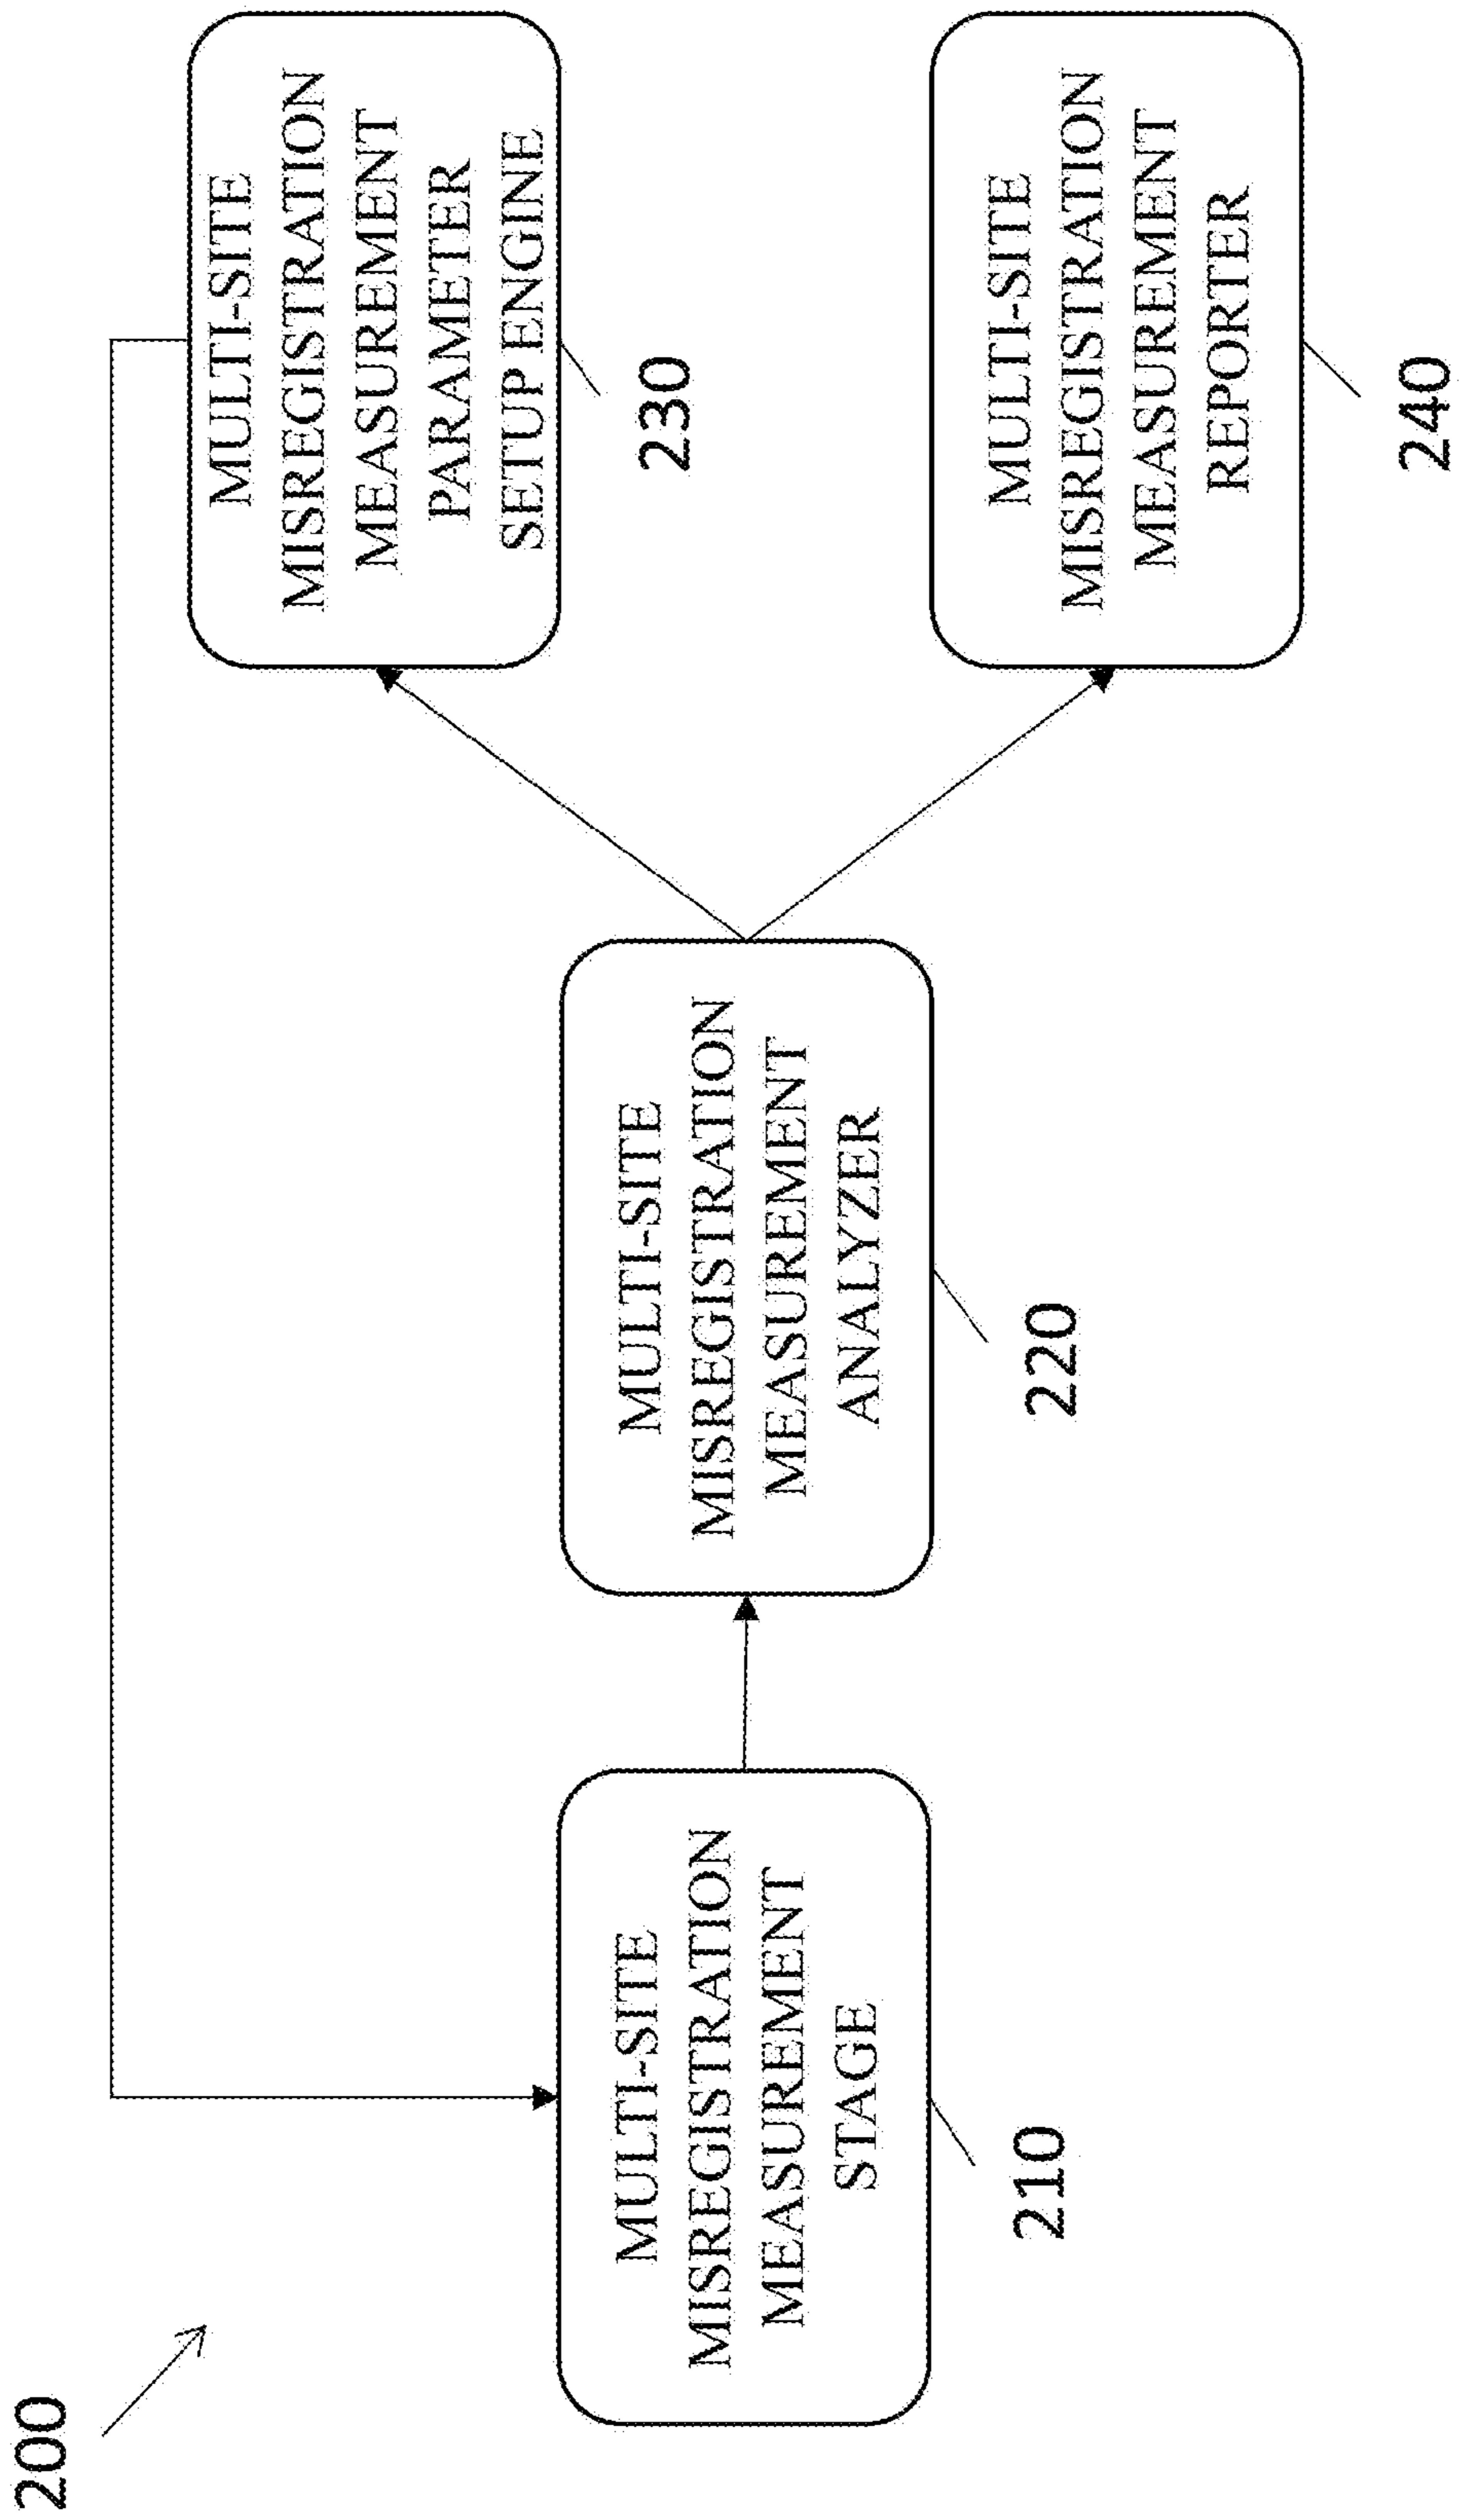 200
MULTI-SITE
MISREGISTRATION
MEASUREMENT
STAGE
210
MULTI-SITE
MISREGISTRATION
MEASUREMENT
ANALYZER
220
MULTI-SITE
MISREGISTRATION
MEASUREMENT
PARAMETER
SETUP ENGINE
230
MULTI-SITE
MISREGISTRATION
MEASUREMENT
REPORTER
240